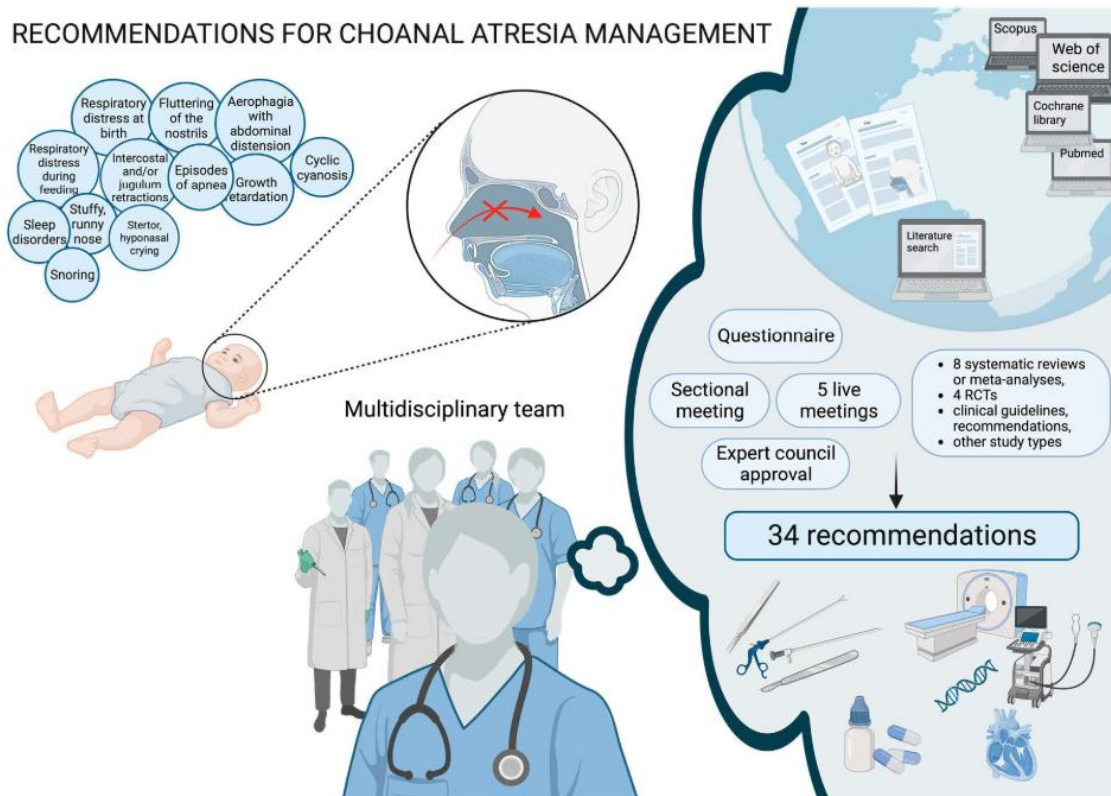 RECOMMENDATIONS FOR CHOANAL ATRESIA MANAGEMENT
Respiratory
distress at
birth
Fluttering
of the
nostrils
Aerophagia
with
abdominal
distension
Respiratory
distress
during
feeding
Intercostal
and/or
jugulum
retractions
Episodes
of apnea
Growth
retardation
Cyclic
cyanosis
Sleep
disorders
Stuffy,
runny
nose
Stertor,
hyponasal
crying
Snoring
Multidisciplinary team
Scopus
Web of
science
Cochrane
library
Pubmed
Literature
search
Questionnaire
Sectional
meeting
5 live
meetings
Expert council
approval
• 8 systematic reviews
or meta-analyses,
• 4 RCTs
• clinical guidelines,
recommendations,
• other study types
34 recommendations